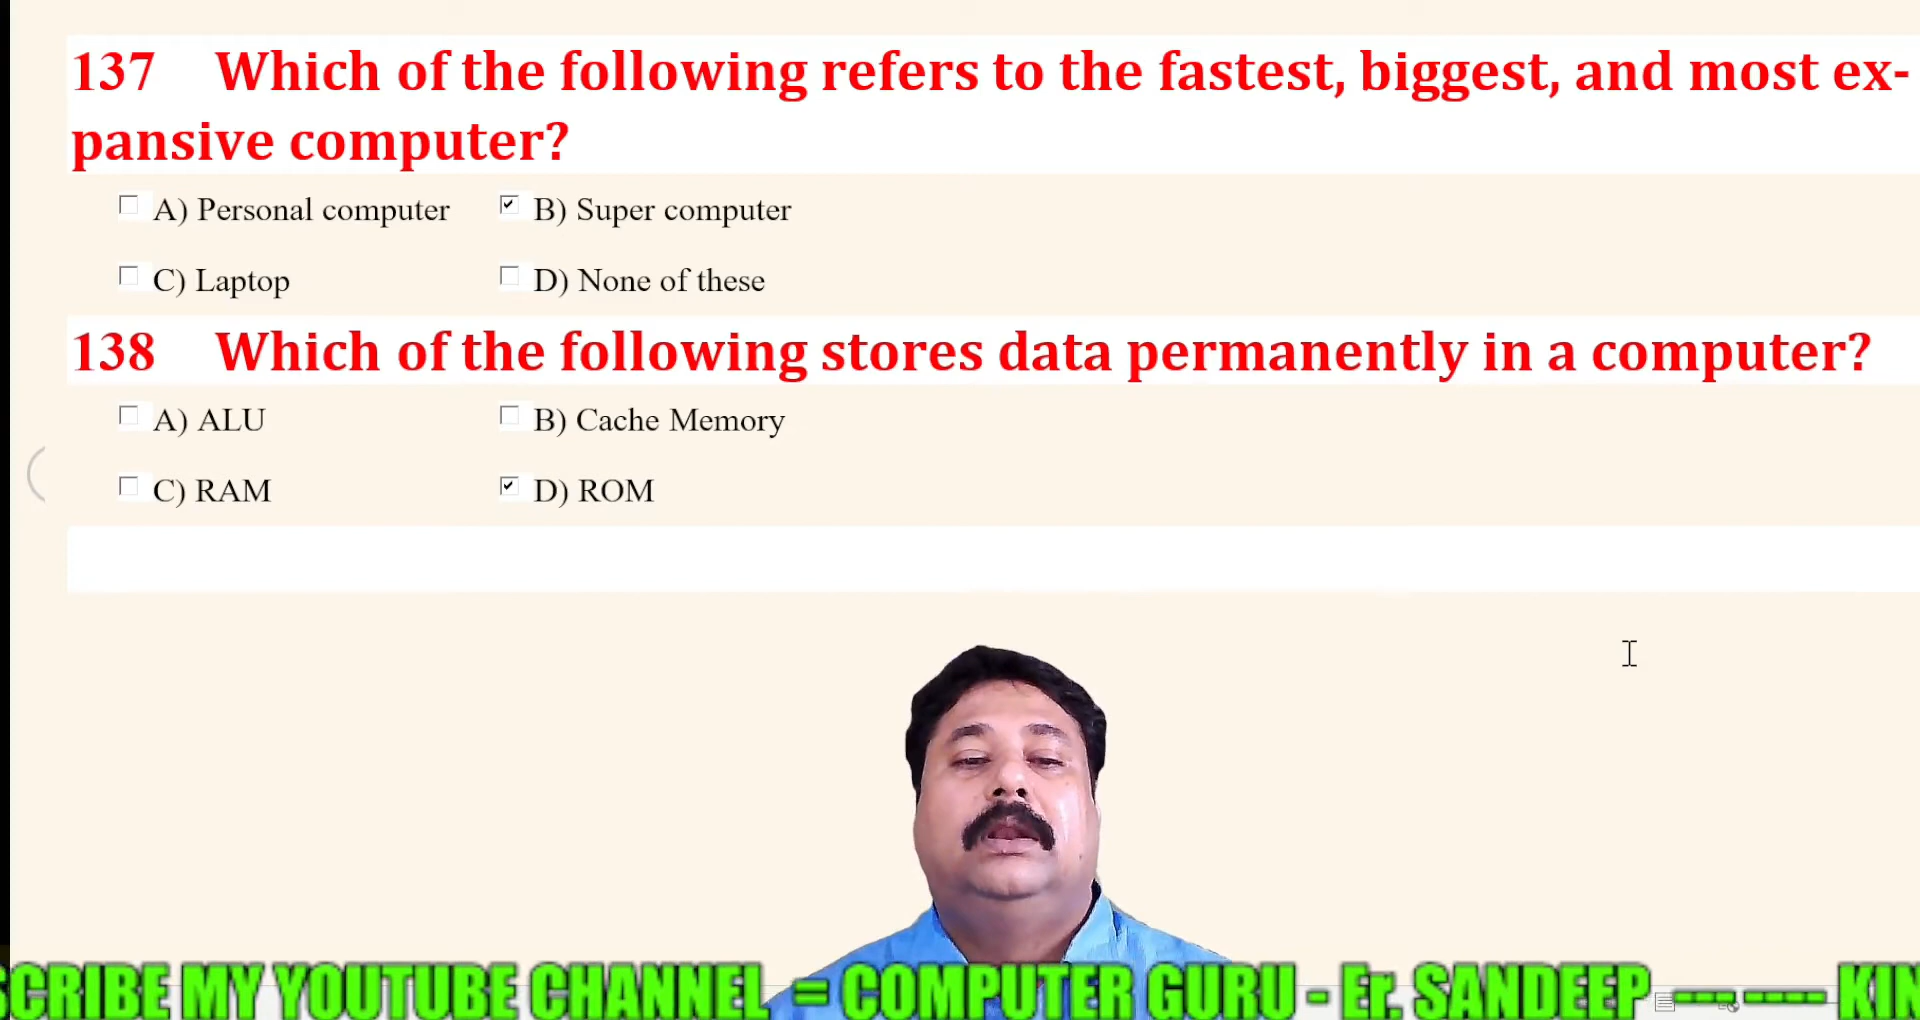 137 Which of the following refers to the fastest, biggest, and most ex-
pansive computer?
A) Personal computer B) Super computer
C) Laptop D) None of these
138 Which of the following stores data permanently in a computer?
A) ALU B) Cache Memory
C) RAM D) ROM
SCRIBE MY YOUTUBE CHANNEL = COMPUTER GURU - Er. SANDEEP ---- ---- KIN